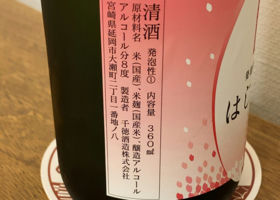 清酒 発泡性① 内容量 360㎖
原材料名 米(国産)、米麹(国産米)、醸造アルコール
アルコール分8度 製造者 千徳酒造株式会社
宮崎県延岡市大瀬町二丁目一番地ノ八
は